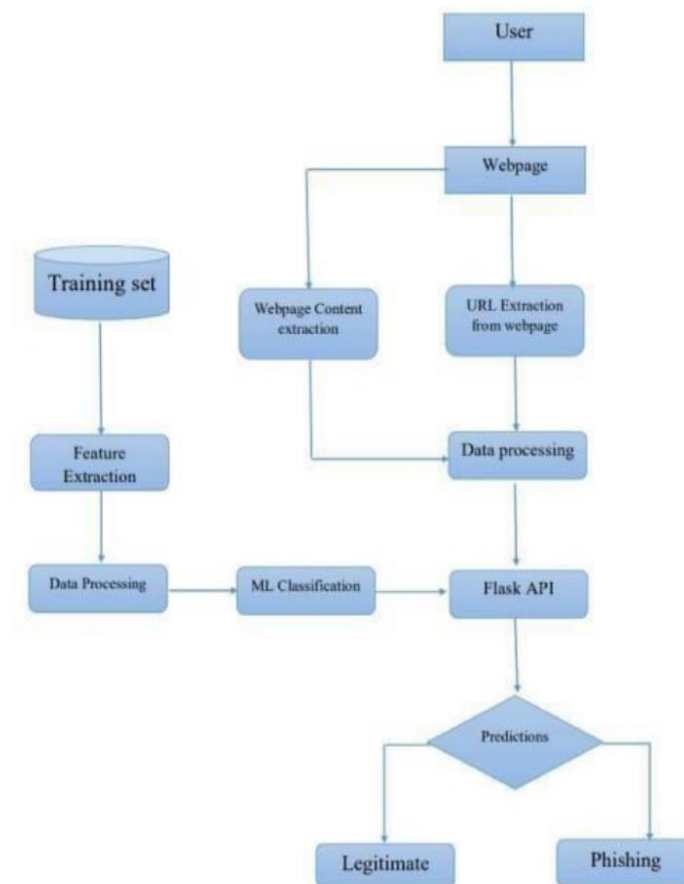 User
Webpage
Training set
Webpage Content
extraction
URL Extraction
from webpage
Feature
Extraction
Data processing
Data Processing
ML Classification
Flask API
Predictions
Legitimate
Phishing